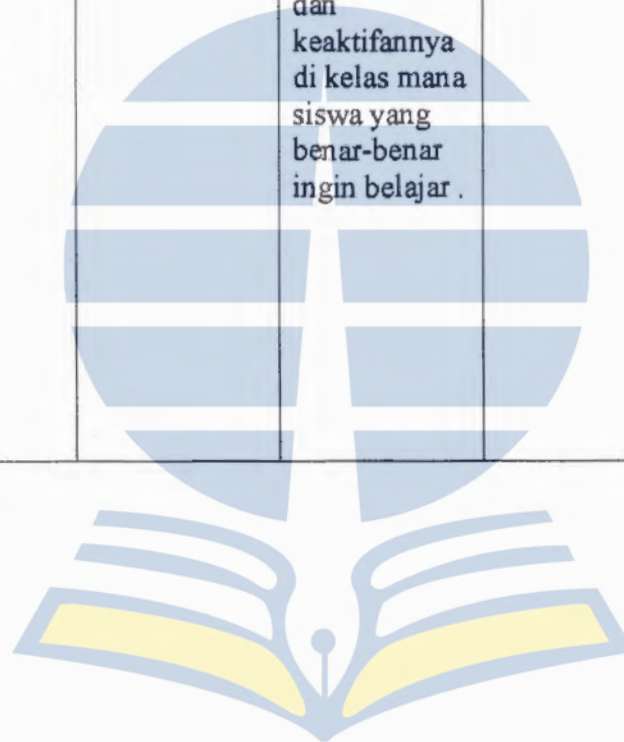 dan
keaktifannya
di kelas mana
siswa yang
benar-benar
ingin belajar .